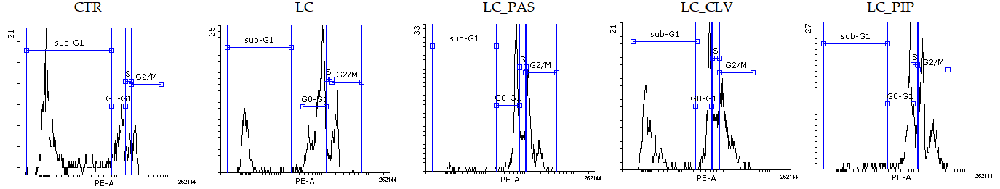 CTR
21
sub-G1
S
G2/M
G0-G1
PE-A
262144
LC
25
sub-G1
S
G2/M
G0-G1
PE-A
262144
LC_PAS
33
sub-G1
S
G2/M
G0-G1
PE-A
262144
LC_CLV
21
sub-G1
S
G2/M
G0-G1
PE-A
262144
LC_PIP
27
sub-G1
S
G2/M
G0-G1
PE-A
262144